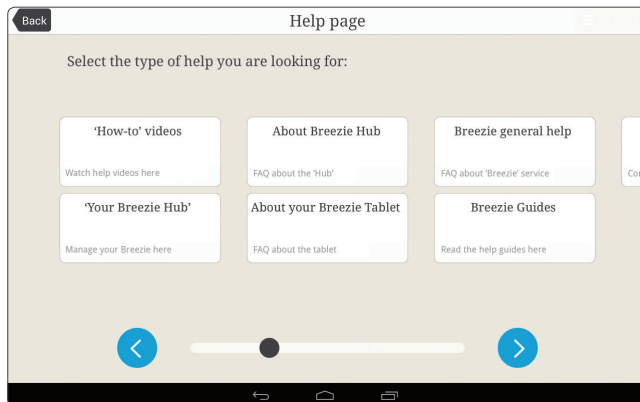 Back
Help page
Select the type of help you are looking for:
‘How-to’ videos
Watch help videos here
About Breezie Hub
FAQ about the 'Hub'
Breezie general help
FAQ about 'Breezie' service
‘Your Breezie Hub’
Manage your Breezie here
About your Breezie Tablet
FAQ about the tablet
Breezie Guides
Read the help guides here